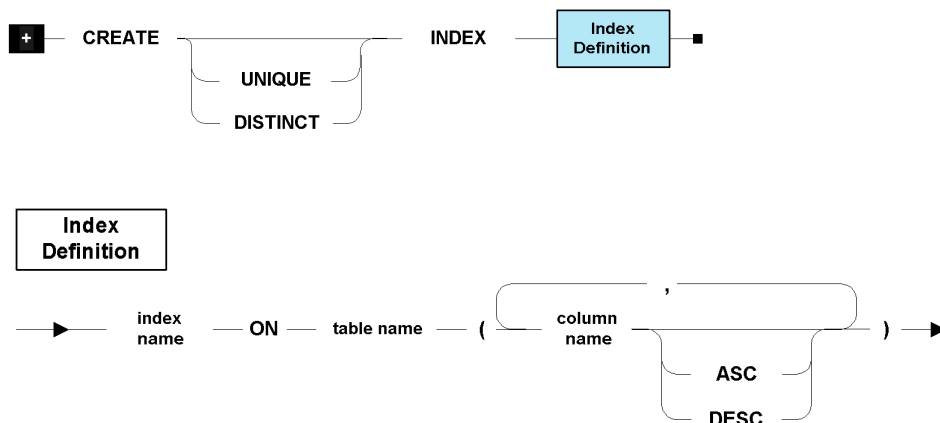 + CREATE INDEX Index
Definition
UNIQUE
DISTINCT
Index
Definition
index
name ON table name ( column
name )
,
ASC
DESC